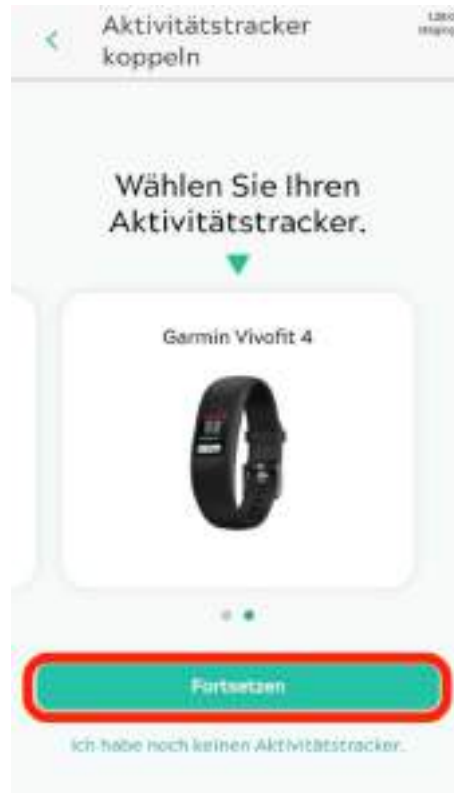 Aktivitätstracker
koppeln
Wählen Sie Ihren
Aktivitätstracker.
Garmin Vivofit 4
Fortsetzen
Ich habe noch keinen Aktivitätstracker.